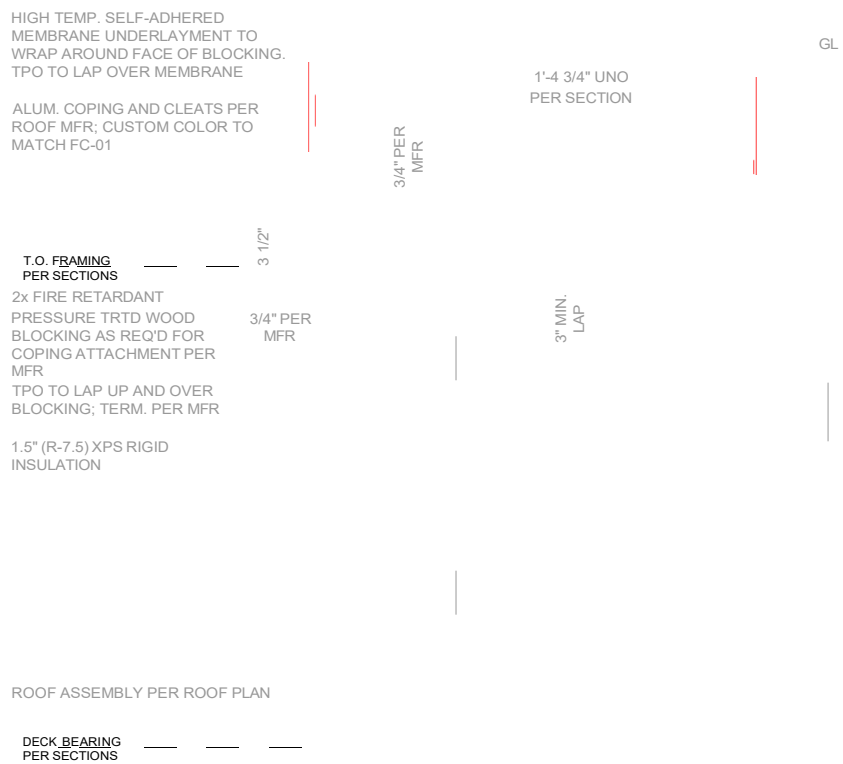 HIGH TEMP. SELF-ADHERED
MEMBRANE UNDERLAYMENT TO
WRAP AROUND FACE OF BLOCKING.
TPO TO LAP OVER MEMBRANE
GL
1'-4 3/4" UNO
PER SECTION
ALUM. COPING AND CLEATS PER
ROOF MFR; CUSTOM COLOR TO
MATCH FC-01
3/4" PER
MFR
3 1/2"
T.O. FRAMING
PER SECTIONS
2x FIRE RETARDANT
PRESSURE TRTD WOOD
BLOCKING AS REQ'D FOR
COPING ATTACHMENT PER
MFR
3/4" PER
MFR
3" MIN.
LAP
TPO TO LAP UP AND OVER
BLOCKING; TERM. PER MFR
1.5" (R-7.5) XPS RIGID
INSULATION
ROOF ASSEMBLY PER ROOF PLAN
DECK BEARING
PER SECTIONS